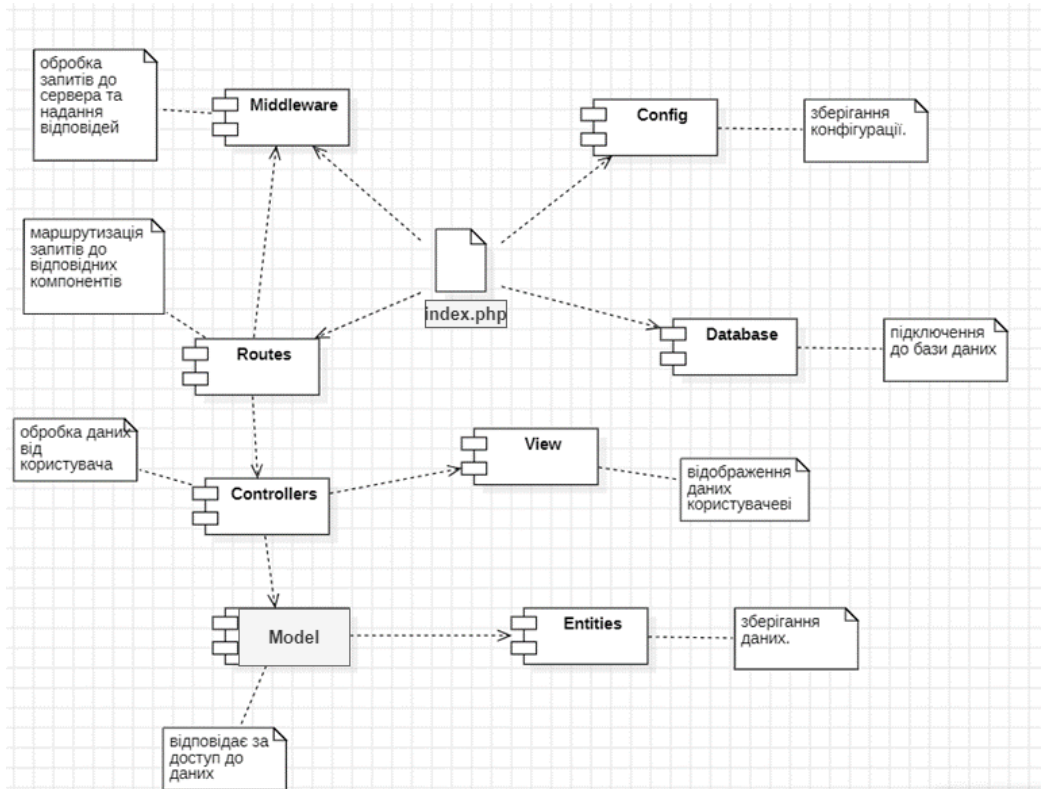 обробка
запитів до
сервера та
надання
відповідей
Middleware
Config
зберігання
конфігурації.
маршрутизація
запитів до
відповідних
компонентів
index.php
Routes
Database
підключення
до бази даних
обробка даних
від
користувача
View
відображення
даних
користувачеві
Controllers
Model
Entities
зберігання
даних.
відповідає за
доступ до
даних